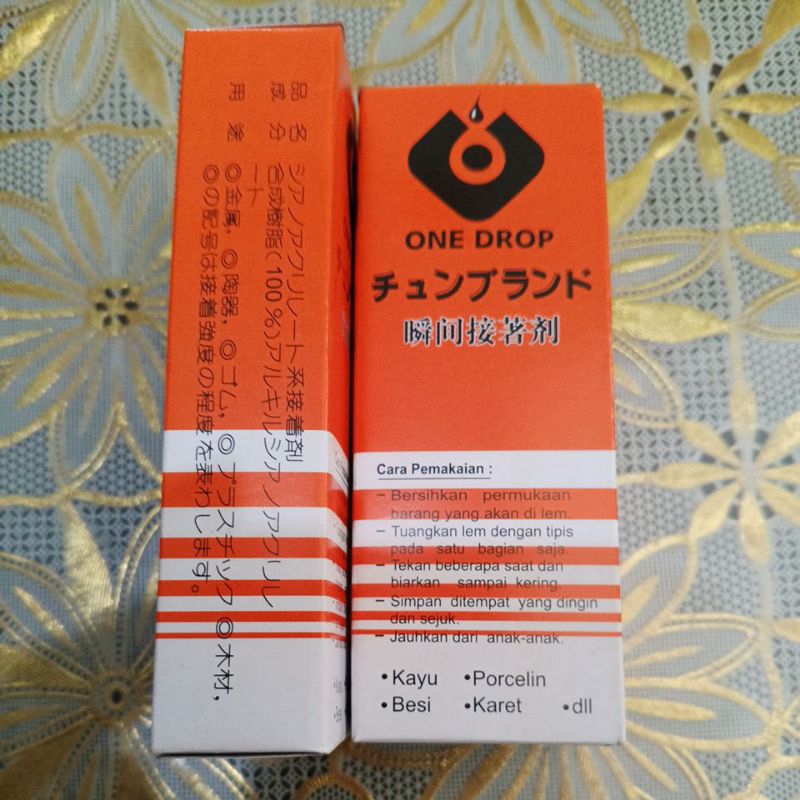 品名 シアノアクリレート系接着剤
成分 合成樹脂(100%)アルキルシアノアクリレ
ート
用途 ◎金属,◎陶器,◎ゴム,◎プラスチック◎木材,
◎の記号は接着強度の程度を表わします。
ONE DROP
チュンブランド
瞬间接著剂
Cara Pemakaian :
- Bersihkan permukaan
barang yang akan di lem.
- Tuangkan lem dengan tipis
pada satu bagian saja.
- Tekan beberapa saat dan
biarkan sampai kering.
- Simpan ditempat yang dingin
dan sejuk.
- Jauhkan dari anak-anak.
• Kayu • Porcelin
• Besi • Karet • dll